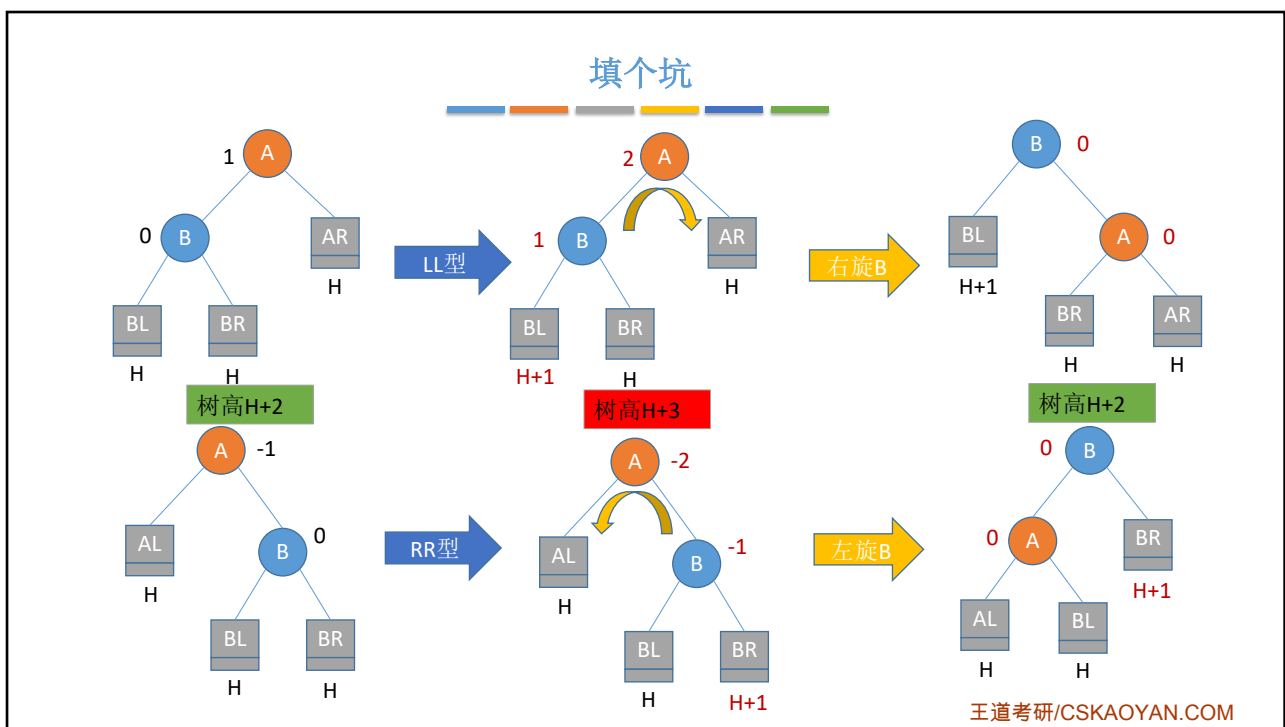 填个坑
1 A
0 B
AR
H
BL
H
BR
H
LL型
2 A
1 B
AR
H
BL
H+1
BR
H
右旋B
B 0
BL
H+1
A 0
BR
H
AR
H
树高H+2
树高H+3
树高H+2
A -1
AL
H
B 0
BL
H
BR
H
RR型
A -2
AL
H
B -1
BL
H
BR
H+1
左旋B
0 B
0 A
BR
H+1
AL
H
BL
H
王道考研/CSKAOYAN.COM